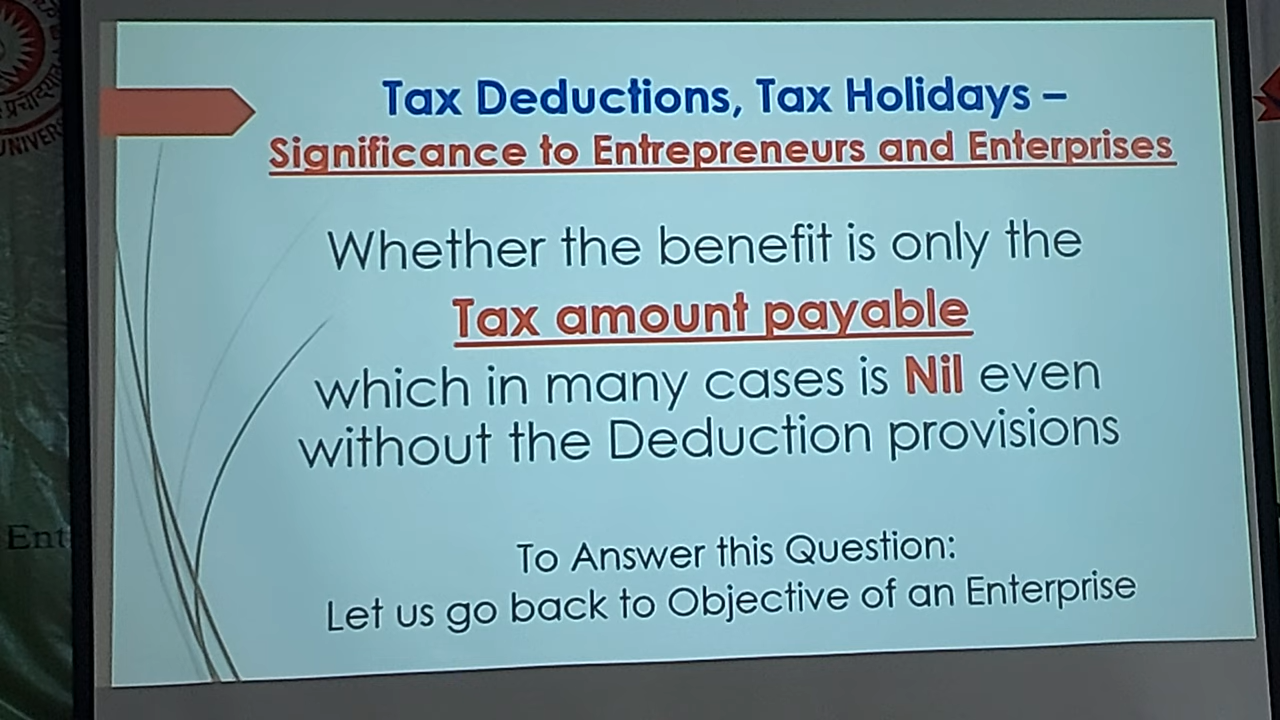 Tax Deductions, Tax Holidays –
Significance to Entrepreneurs and Enterprises
Whether the benefit is only the
Tax amount payable
which in many cases is Nil even
without the Deduction provisions
To Answer this Question:
Let us go back to Objective of an Enterprise
Ent